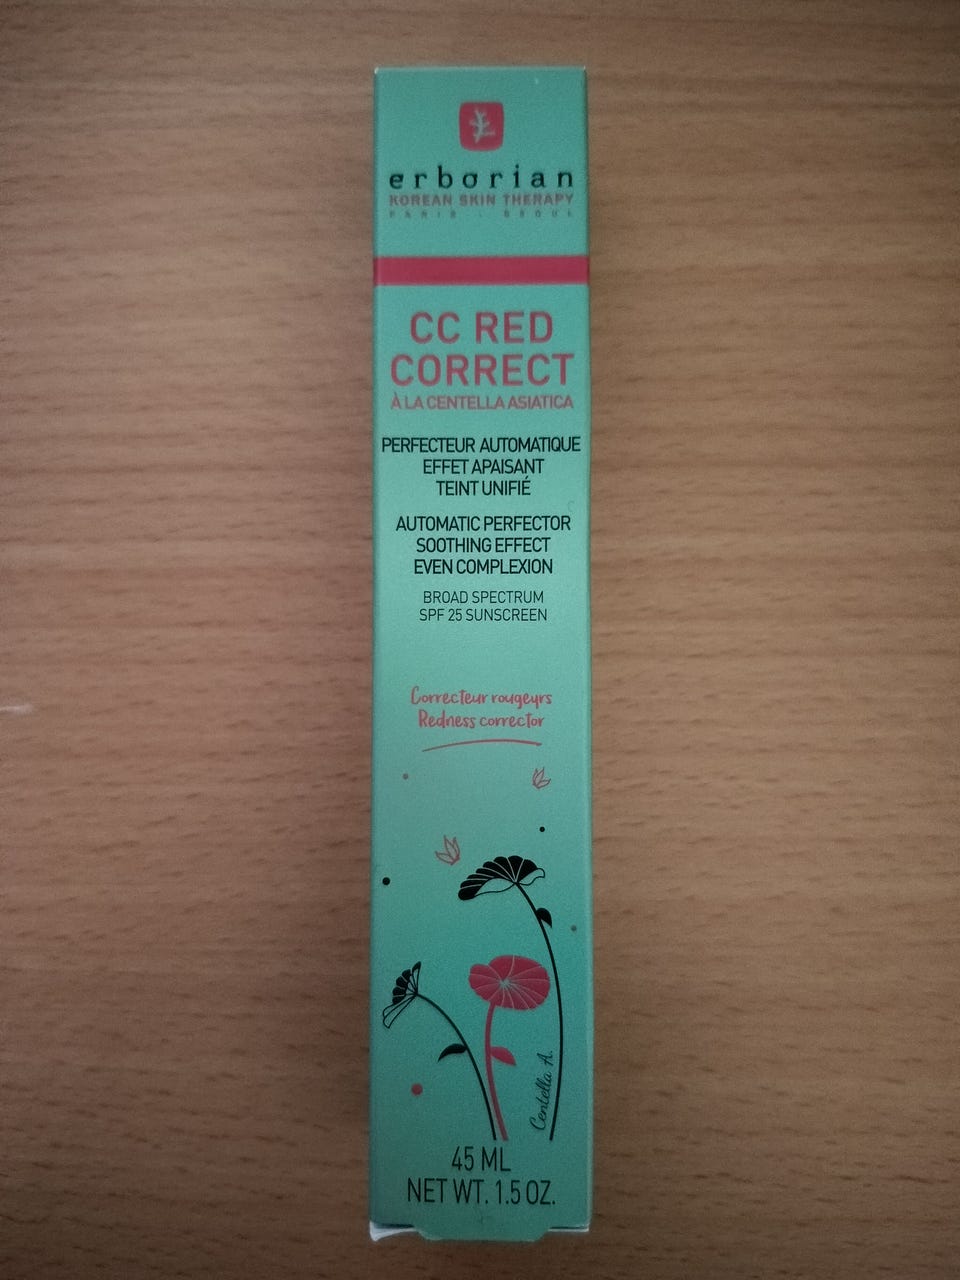 erborian
KOREAN SKIN THERAPY
PARIS - SEOUL
CC RED
CORRECT
À LA CENTELLA ASIATICA
PERFECTEUR AUTOMATIQUE
EFFET APAISANT
TEINT UNIFIÉ
AUTOMATIC PERFECTOR
SOOTHING EFFECT
EVEN COMPLEXION
BROAD SPECTRUM
SPF 25 SUNSCREEN
Correcteur rougeurs
Redness corrector
Centella A.
45 ML
NET WT. 1.5 OZ.